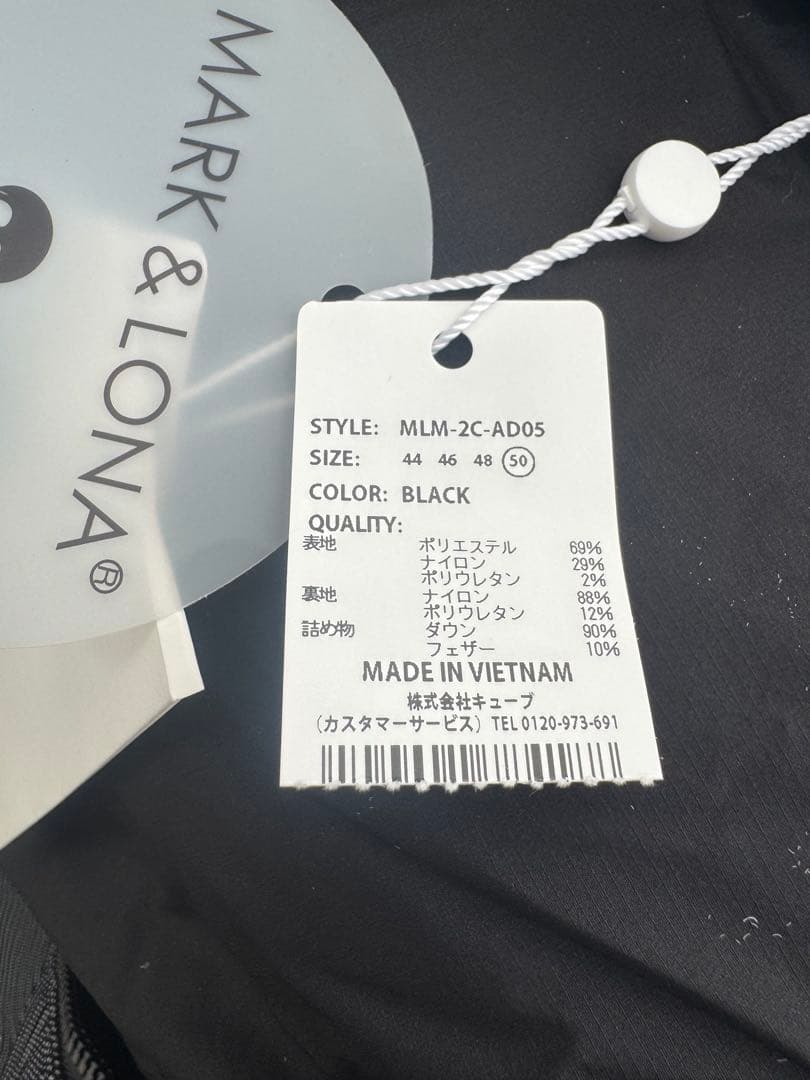 MARK & LONA®
STYLE: MLM-2C-AD05
SIZE: 44 46 48 50
COLOR: BLACK
QUALITY:
表地 ポリエステル 69%
ナイロン 29%
ポリウレタン 2%
裏地 ナイロン 88%
ポリウレタン 12%
詰め物 ダウン 90%
フェザー 10%
MADE IN VIETNAM
株式会社キューブ
（カスタマーサービス）TEL 0120-973-691